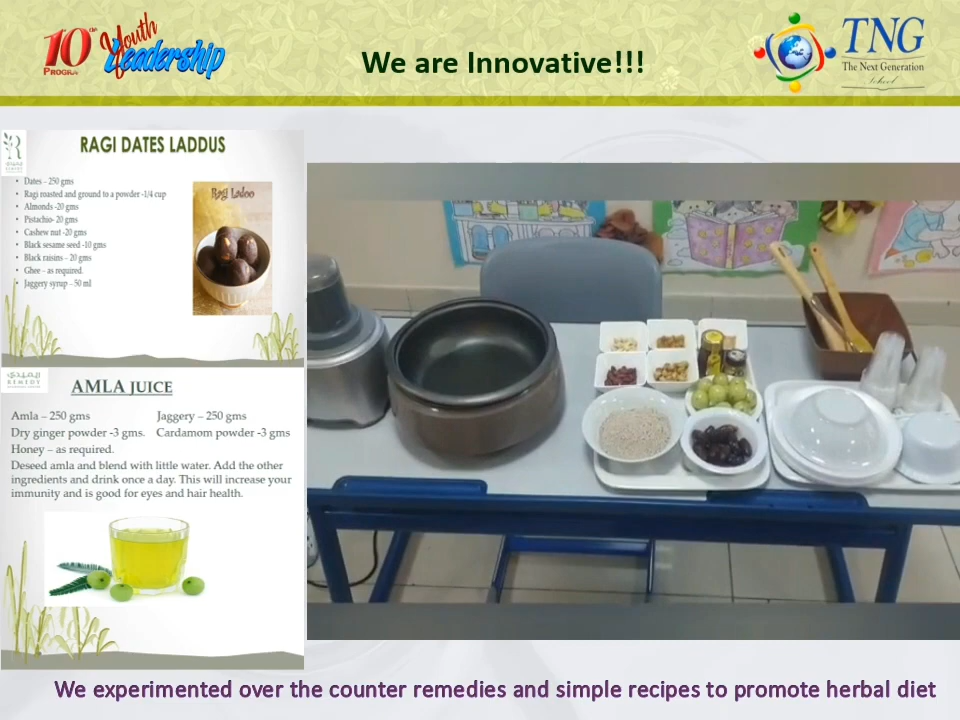 10th
PROGRAM
Youth
Leadership
We are Innovative!!!
TNG
The Next Generation
School
RAGI DATES LADDUS
• Dates – 250 gms
• Ragi roasted and ground to a powder -1/4 cup
• Almonds -20 gms
• Pistachio- 20 gms
• Cashew nut -20 gms
• Black sesame seed -10 gms
• Black raisins – 20 gms
• Ghee – as required.
• Jaggery syrup – 50 ml
Ragi Ladoo
REMEDY
AMLA JUICE
Amla – 250 gms Jaggery – 250 gms
Dry ginger powder -3 gms. Cardamom powder -3 gms
Honey – as required.
Deseed amla and blend with little water. Add the other
ingredients and drink once a day. This will increase your
immunity and is good for eyes and hair health.
We experimented over the counter remedies and simple recipes to promote herbal diet